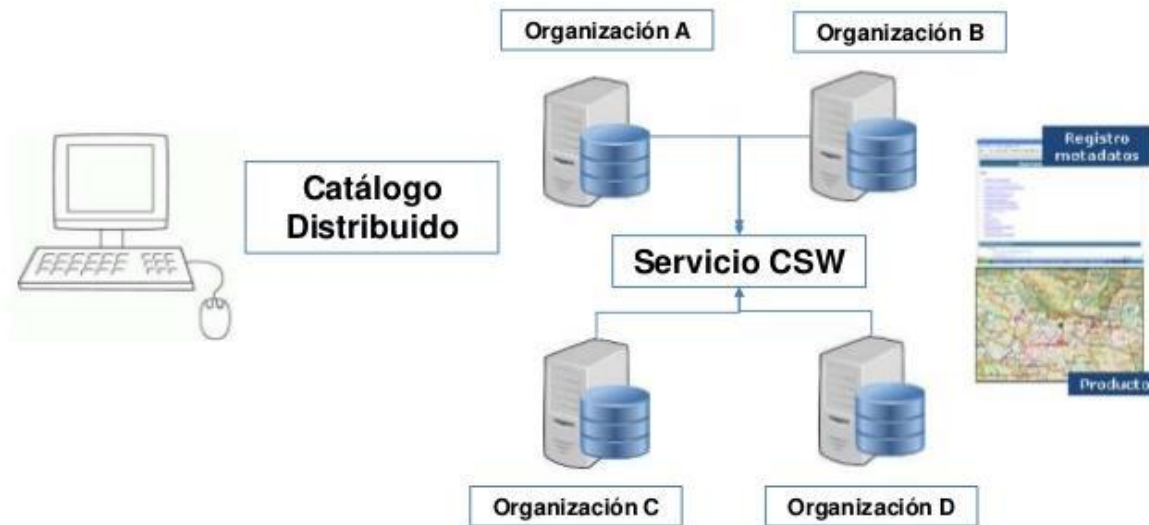 Organización A
Organización B
Catálogo
Distribuido
Servicio CSW
Registro
motadatos
Producto
Organización C
Organización D